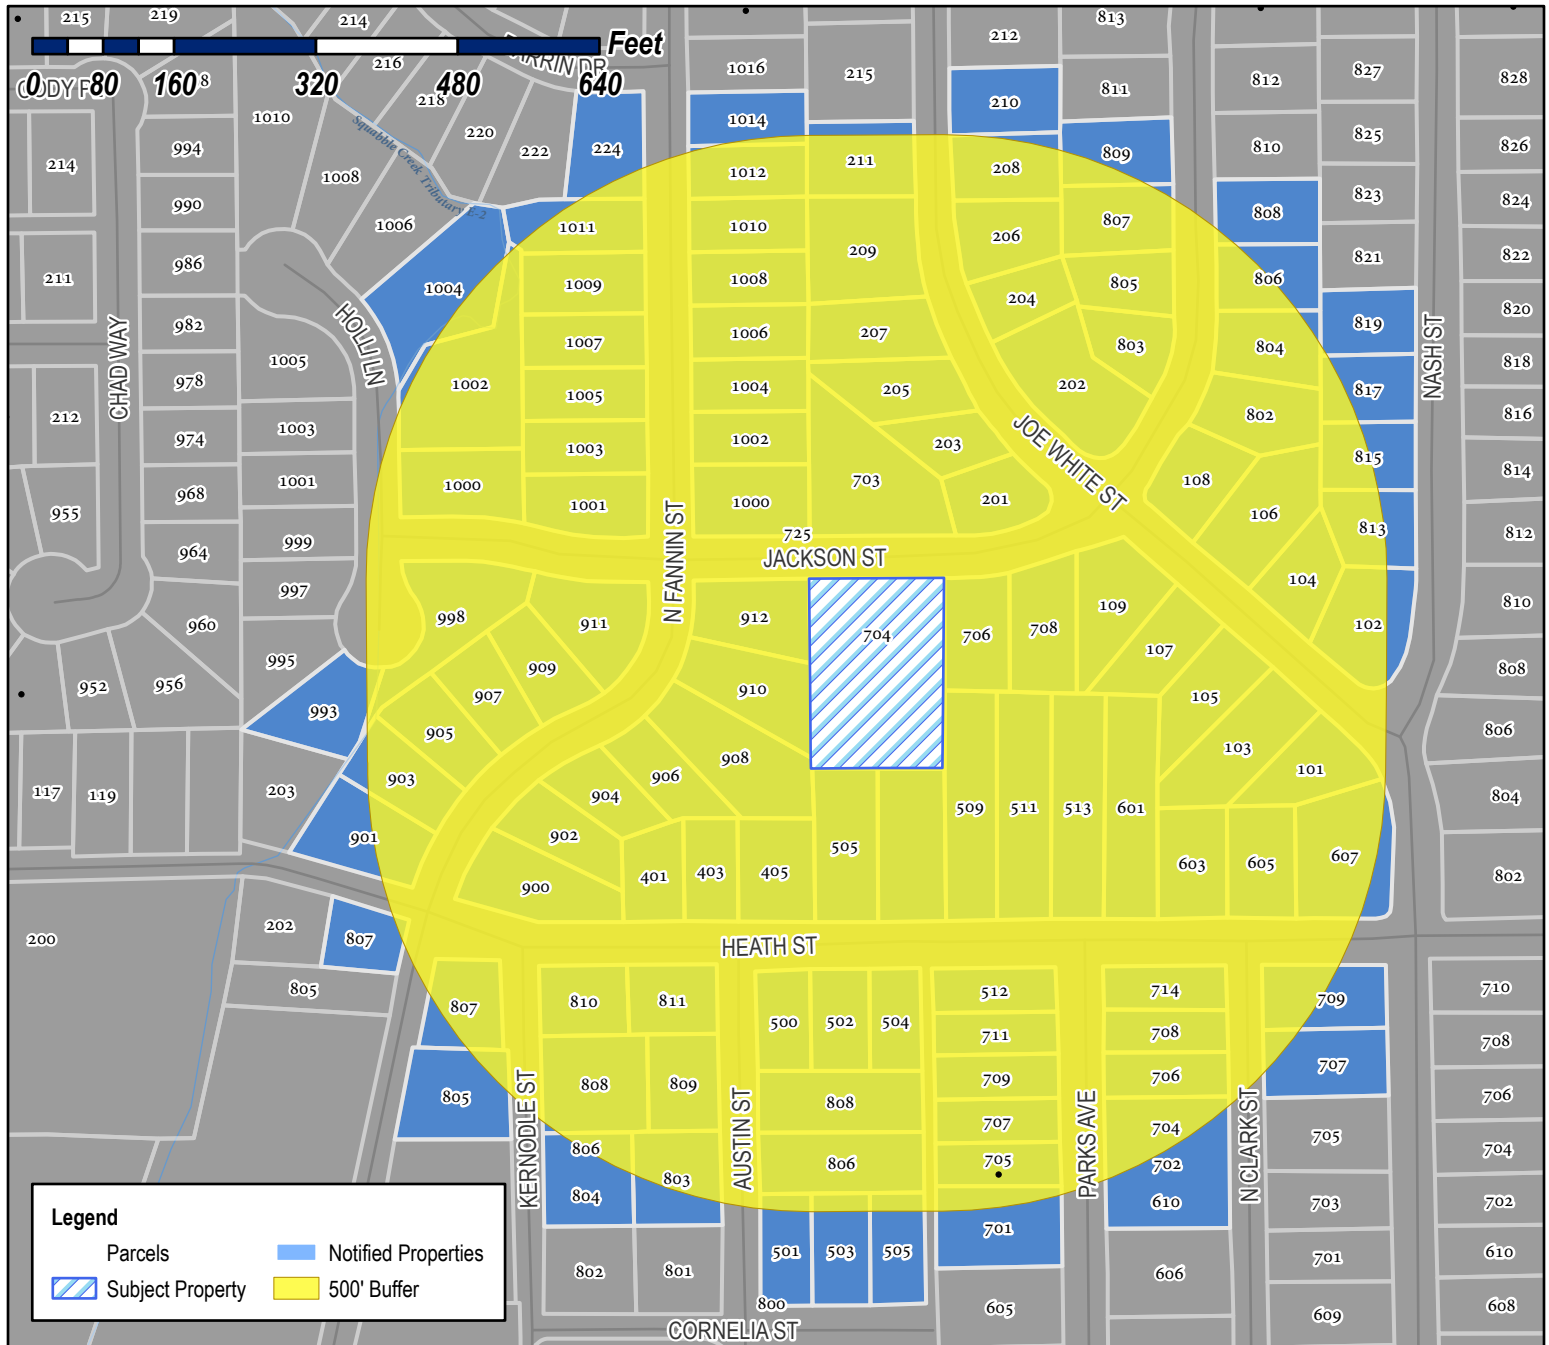 215 219 214 813
Feet
ARRIN DR
212
216 1016 215 812 827 828
0 80 160 320 480 640
8
218 210 811
1010 1014 825
994 220 222 224 809 810 826
Squabble Creek Tributary E-2
214 1008 1012 211 208
990 1006 1011 1010 206 807 808 823 824
986 209 821 822
211 1004 1009 1008 204 805 806
982 1007 1006 207 803 804 819 820
HOLLI LN
CHAD WAY
NASH ST
1005 818
978 1002 1005 1004 205 202 817
212 1003 802 816
974 1003 1002 203
JOE WHITE ST
815
968 1001 1000 1001 1000 703 201 108 814
955 106
N FANNIN ST
964 999 725 813 812
JACKSON ST
997 104
960 998 911 912 704 706 708 109 102 810
995 909 107
952 956 907 910 105 808
993 905 103 806
903 906 908 101
117 119 203 904 509 511 513 601 804
901 902 505
401 403 405 603 605 607 802
900
202
200 807 HEATH ST
805 807 810 811 500 502 504 512 714 709 710
711 708 708
808 809 709 706 707
805 808 706
KERNODLE ST
AUSTIN ST
PARKS AVE
N CLARK ST
707 704 705
806 806 705 702 704
804 803 610 703 702
701
501 503 505 701 610
802 801 606
800 605 609 608
CORNELIA ST
Legend
Parcels Notified Properties
Subject Property 500' Buffer